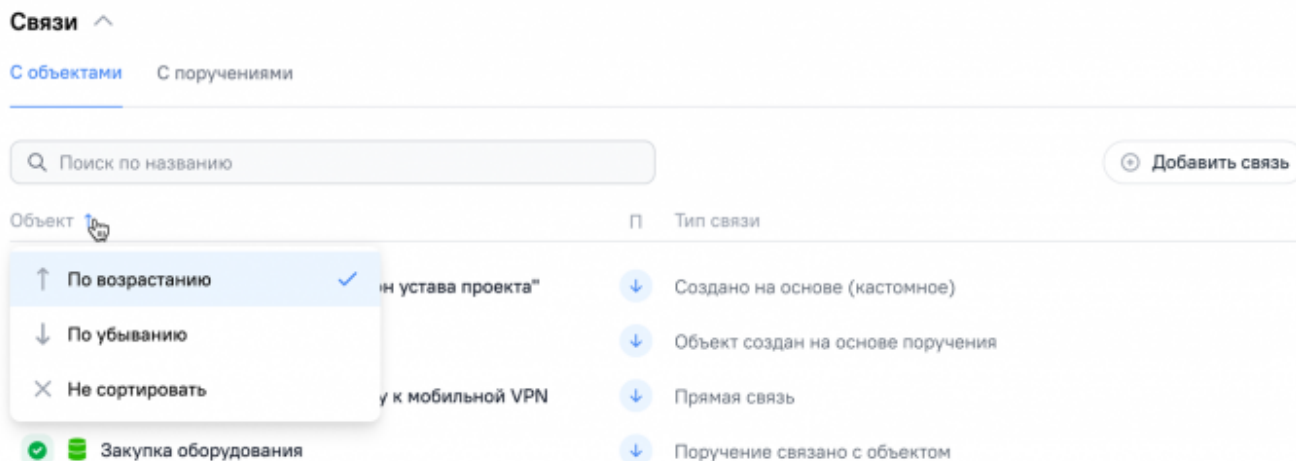 Связи
С объектами С поручениями
Поиск по названию Добавить связь
Объект П Тип связи
По возрастанию устава проекта" Создано на основе (кастомное)
По убыванию Объект создан на основе поручения
Не сортировать к мобильной VPN Прямая связь
Закупка оборудования Поручение связано с объектом